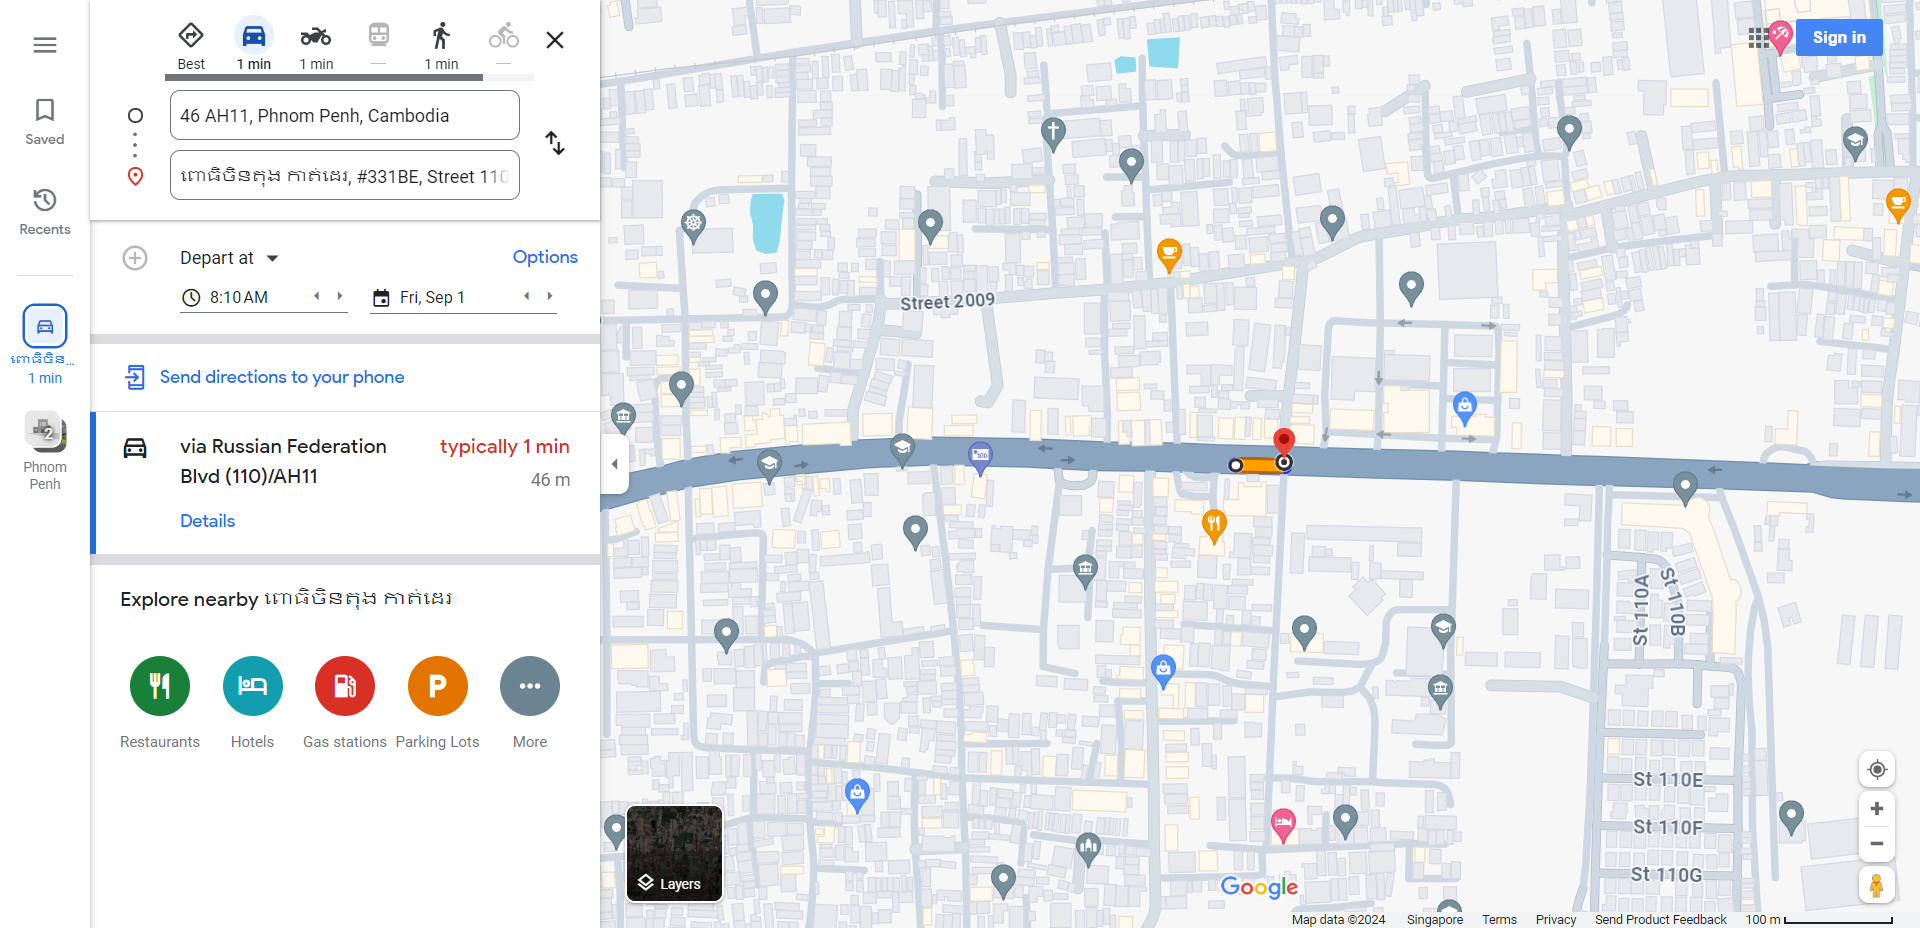 Best
1 min
1 min
—
1 min
—
Sign in
Saved
Recents
46 AH11, Phnom Penh, Cambodia
ពោធិចិនតុង កាត់ដេរ, #331BE, Street 110
Depart at
Options
8:10 AM
Fri, Sep 1
ពោធិចិន...
1 min
2
Phnom
Penh
Send directions to your phone
via Russian Federation
Blvd (110)/AH11
typically 1 min
46 m
Details
Explore nearby ពោធិចិនតុង កាត់ដេរ
P
Restaurants
Hotels
Gas stations
Parking Lots
More
Street 2009
100
St 110A
St 110B
St 110E
St 110F
St 110G
Layers
Google
Map data ©2024
Singapore
Terms
Privacy
Send Product Feedback
100 m